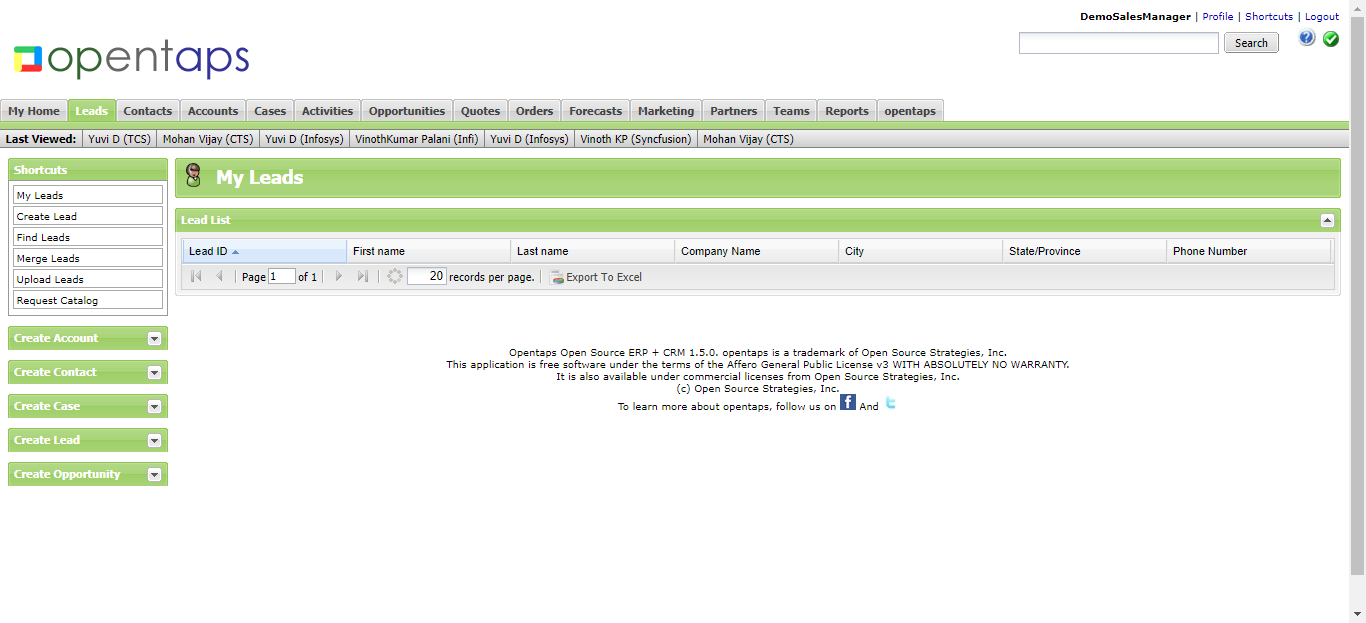 DemoSalesManager | Profile | Shortcuts | Logout
opentaps
Search
My Home Leads Contacts Accounts Cases Activities Opportunities Quotes Orders Forecasts Marketing Partners Teams Reports opentaps
Last Viewed: Yuvi D (TCS) Mohan Vijay (CTS) Yuvi D (Infosys) VinothKumar Palani (Infi) Yuvi D (Infosys) Vinoth KP (Syncfusion) Mohan Vijay (CTS)
Shortcuts
My Leads
Create Lead
Find Leads
Merge Leads
Upload Leads
Request Catalog
Create Account
Create Contact
Create Case
Create Lead
Create Opportunity
My Leads
Lead List
Lead ID First name Last name Company Name City State/Province Phone Number
Page 1 of 1 20 records per page. Export To Excel
Opentaps Open Source ERP + CRM 1.5.0. opentaps is a trademark of Open Source Strategies, Inc.
This application is free software under the terms of the Affero General Public License v3 WITH ABSOLUTELY NO WARRANTY.
It is also available under commercial licenses from Open Source Strategies, Inc.
(c) Open Source Strategies, Inc.
To learn more about opentaps, follow us on f And t